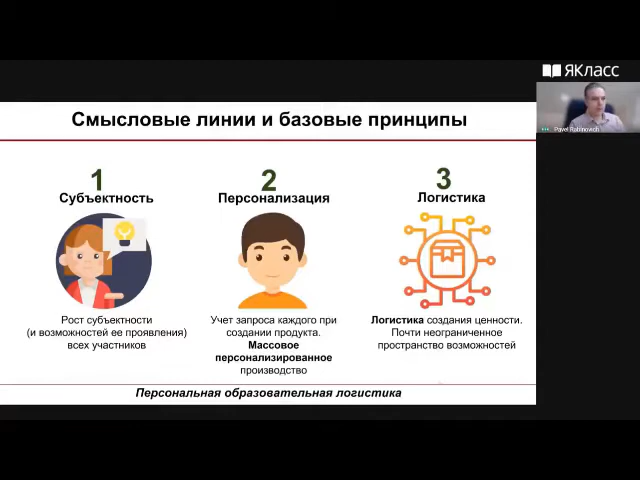 ЯКласс
Pavel Rabinovich
Смысловые линии и базовые принципы
1
Субъектность
Рост субъектности
(и возможностей ее проявления)
всех участников
2
Персонализация
Учет запроса каждого при
создании продукта.
Массовое
персонализированное
производство
3
Логистика
Логистика создания ценности.
Почти неограниченное
пространство возможностей
Персональная образовательная логистика